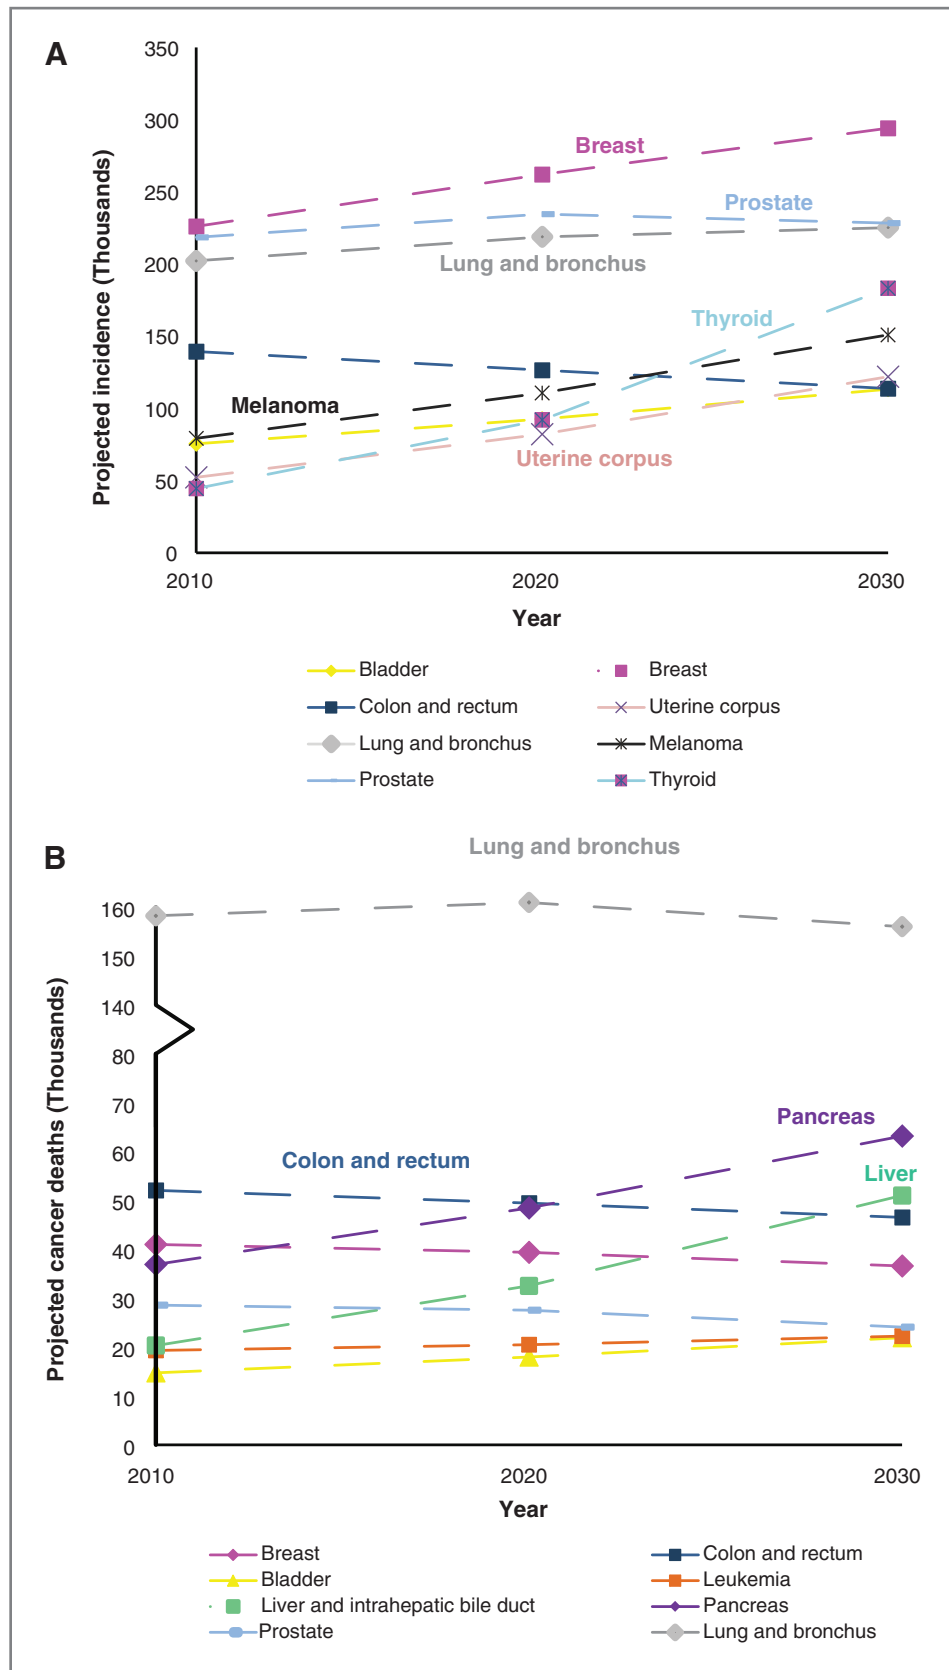 A
350
300
250
200
150
100
50
0
Projected incidence (Thousands)
Breast
Prostate
Lung and bronchus
Thyroid
Melanoma
Uterine corpus
2010 2020 2030
Year
Bladder Breast
Colon and rectum Uterine corpus
Lung and bronchus Melanoma
Prostate Thyroid
B
Lung and bronchus
160
150
140
80
70
60
50
40
30
20
10
0
Projected cancer deaths (Thousands)
Pancreas
Colon and rectum
Liver
2010 2020 2030
Year
Breast Colon and rectum
Bladder Leukemia
Liver and intrahepatic bile duct Pancreas
Prostate Lung and bronchus